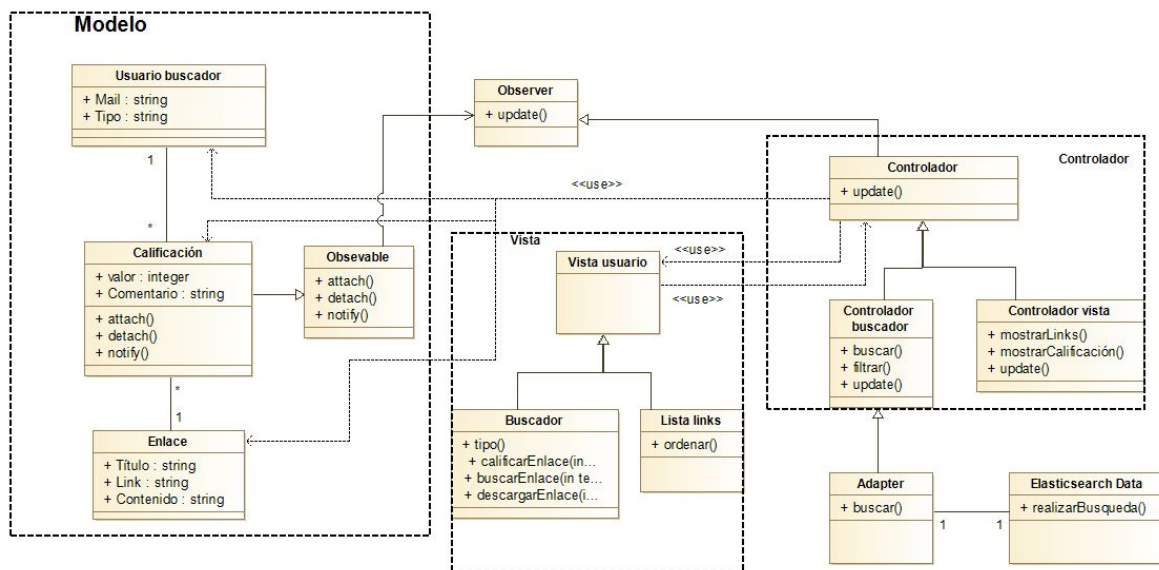 Modelo
Usuario buscador
+ Mail : string
+ Tipo : string
1
*
Calificación
+ valor : integer
+ Comentario : string
+ attach()
+ detach()
+ notify()
*
1
Enlace
+ Título : string
+ Link : string
+ Contenido : string
Obsevable
+ attach()
+ detach()
+ notify()
Observer
+ update()
<<use>>
Vista
Vista usuario
<<use>>
<<use>>
Buscador
+ tipo()
+ calificarEnlace(in...
+ buscarEnlace(in te...
+ descargarEnlace(i...
Lista links
+ ordenar()
Controlador
Controlador
+ update()
Controlador
buscador
+ buscar()
+ filtrar()
+ update()
Controlador vista
+ mostrarLinks()
+ mostrarCalificación()
+ update()
Adapter
+ buscar()
1
1
Elasticsearch Data
+ realizarBusqueda()